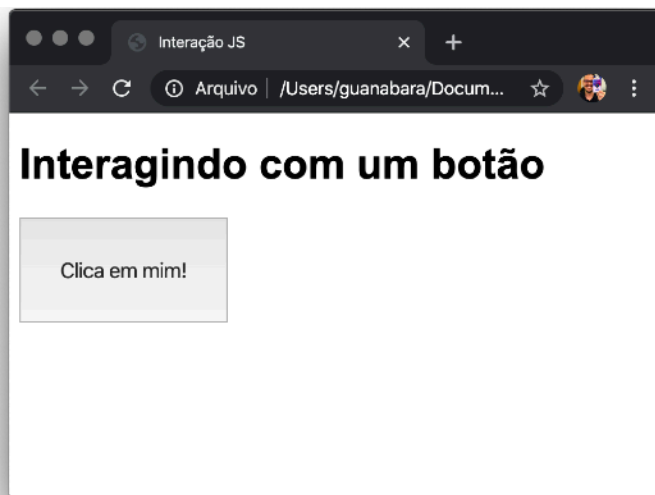 Interação JS
Arquivo /Users/guanabara/Docum...
Interagindo com um botão
Clica em mim!